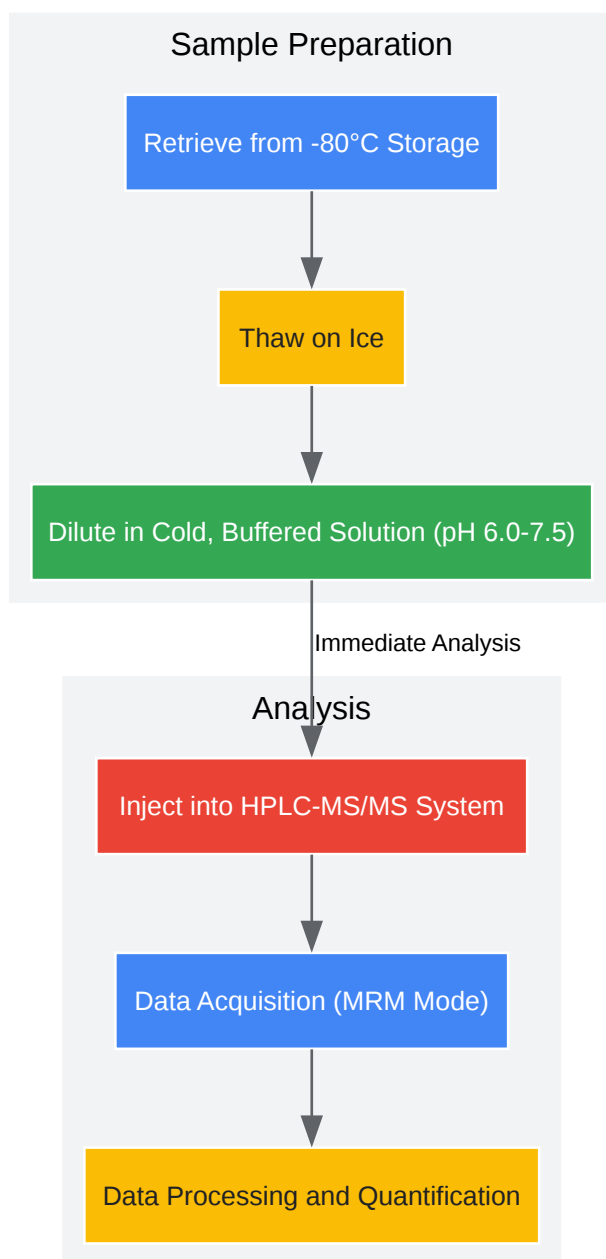 Sample Preparation
Retrieve from -80°C Storage
Thaw on Ice
Dilute in Cold, Buffered Solution (pH 6.0-7.5)
Immediate Analysis
Analysis
Inject into HPLC-MS/MS System
Data Acquisition (MRM Mode)
Data Processing and Quantification